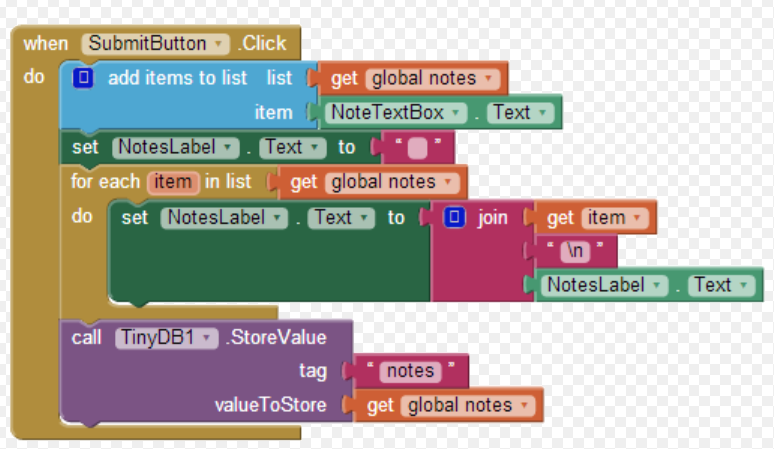 when SubmitButton .Click
do add items to list list get global notes
item NoteTextBox . Text
set NotesLabel . Text to " "
for each item in list get global notes
do set NotesLabel . Text to join get item
" \n "
NotesLabel . Text
call TinyDB1 .StoreValue
tag " notes "
valueToStore get global notes